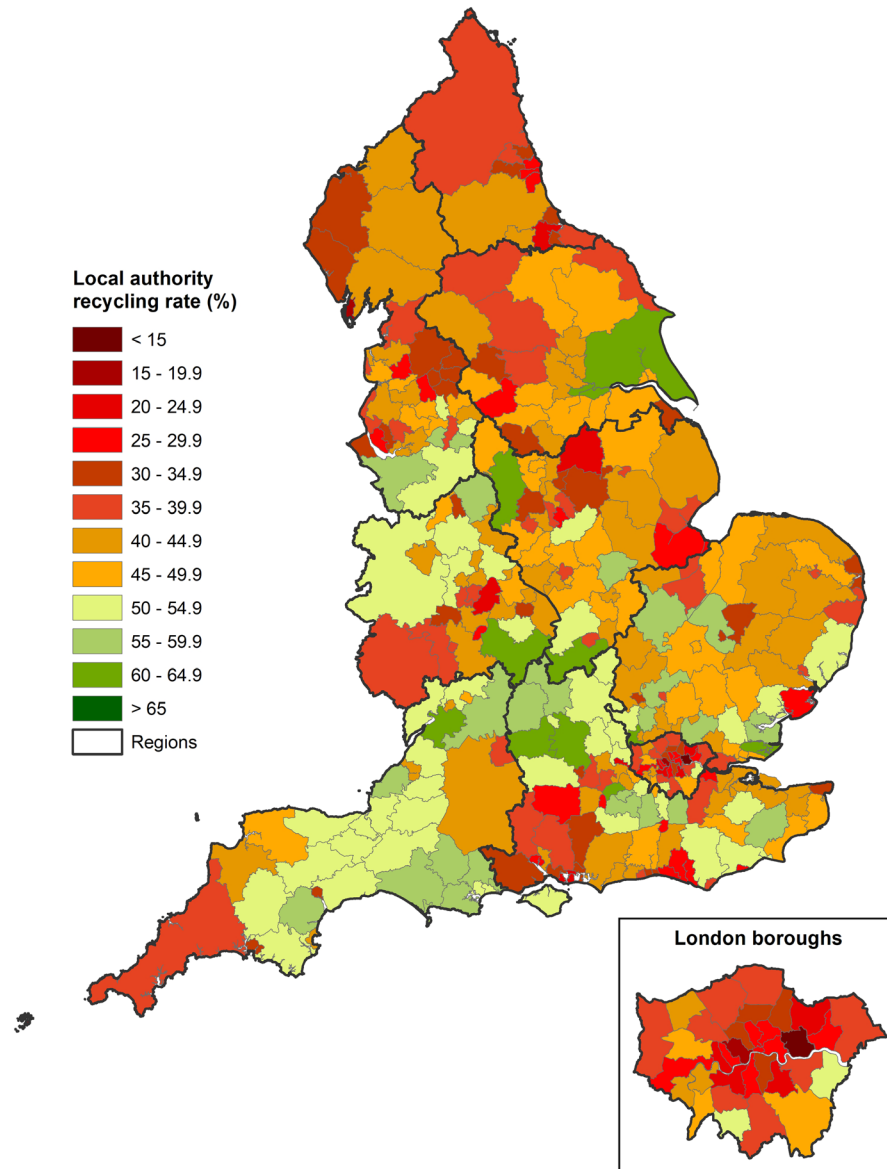 Local authority
recycling rate (%)
< 15
15 - 19.9
20 - 24.9
25 - 29.9
30 - 34.9
35 - 39.9
40 - 44.9
45 - 49.9
50 - 54.9
55 - 59.9
60 - 64.9
> 65
Regions
London boroughs